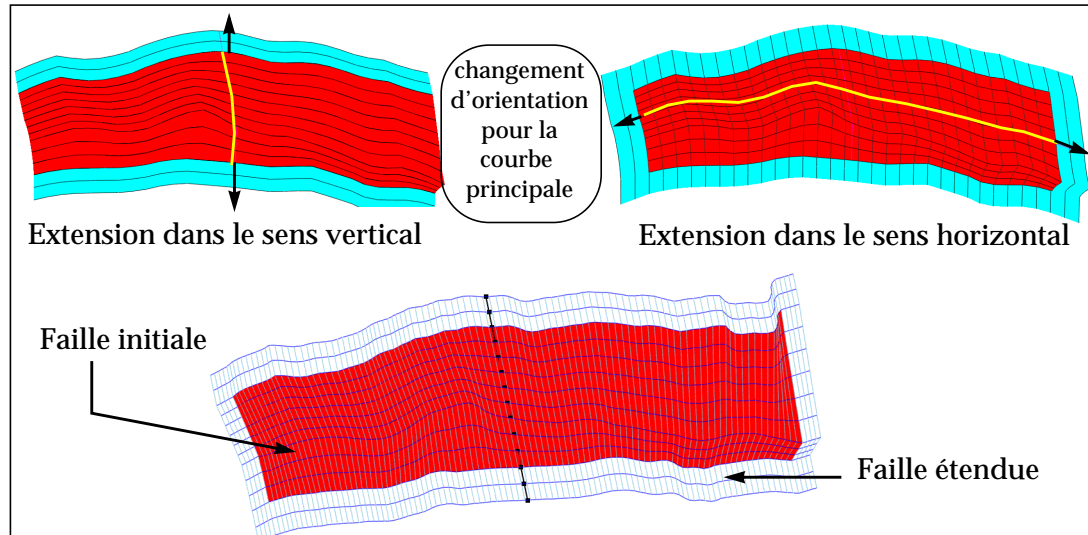 changement
d'orientation
pour la
courbe
principale
Extension dans le sens vertical
Extension dans le sens horizontal
Faille initiale
Faille étendue